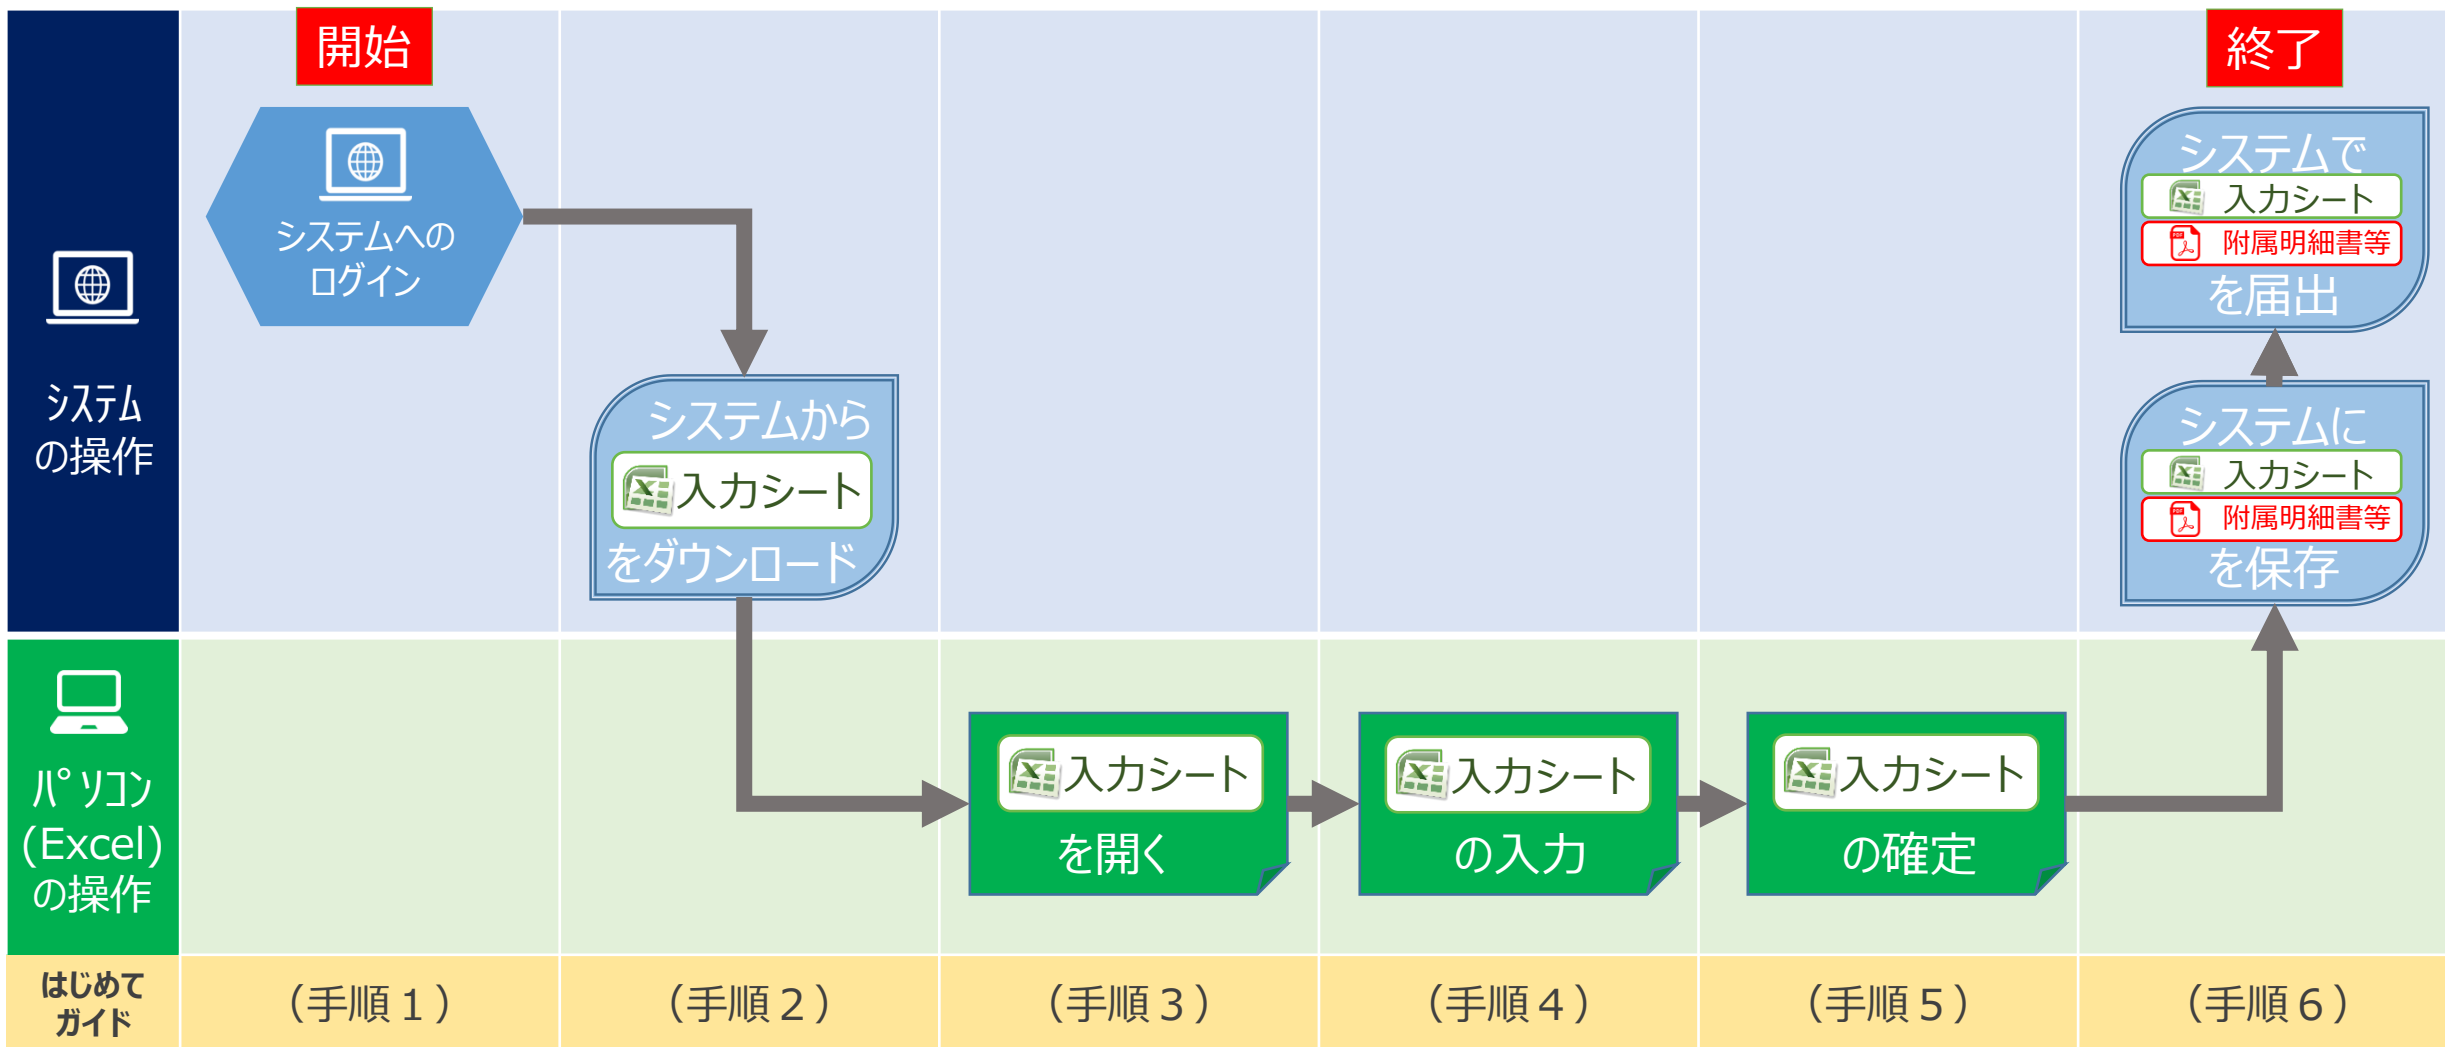 開始
終了
システムへの
ログイン
システムから
入力シート
をダウンロード
システムで
入力シート
附属明細書等
を届出
システムに
入力シート
附属明細書等
を保存
システム
の操作
入力シート
を開く
入力シート
の入力
入力シート
の確定
パソコン
(Excel)
の操作
はじめて
ガイド
（手順１）
（手順２）
（手順３）
（手順４）
（手順５）
（手順６）